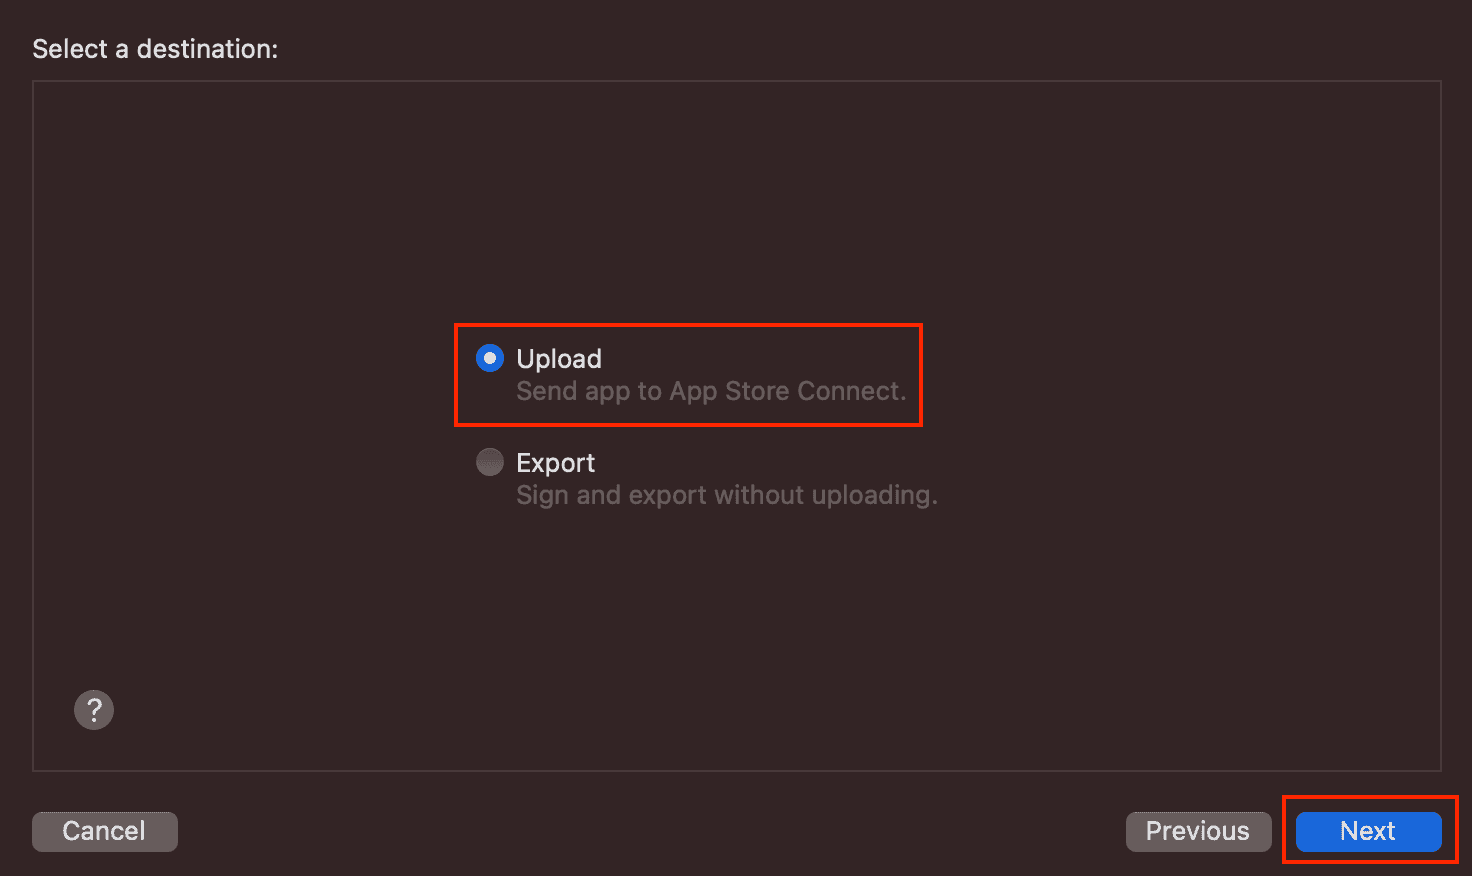 Select a destination:
Upload
Send app to App Store Connect.
Export
Sign and export without uploading.
?
Cancel
Previous
Next